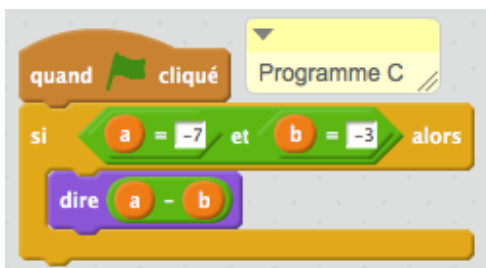 quand cliqué
Programme C
si a = -7 et b = -3 alors
dire a - b